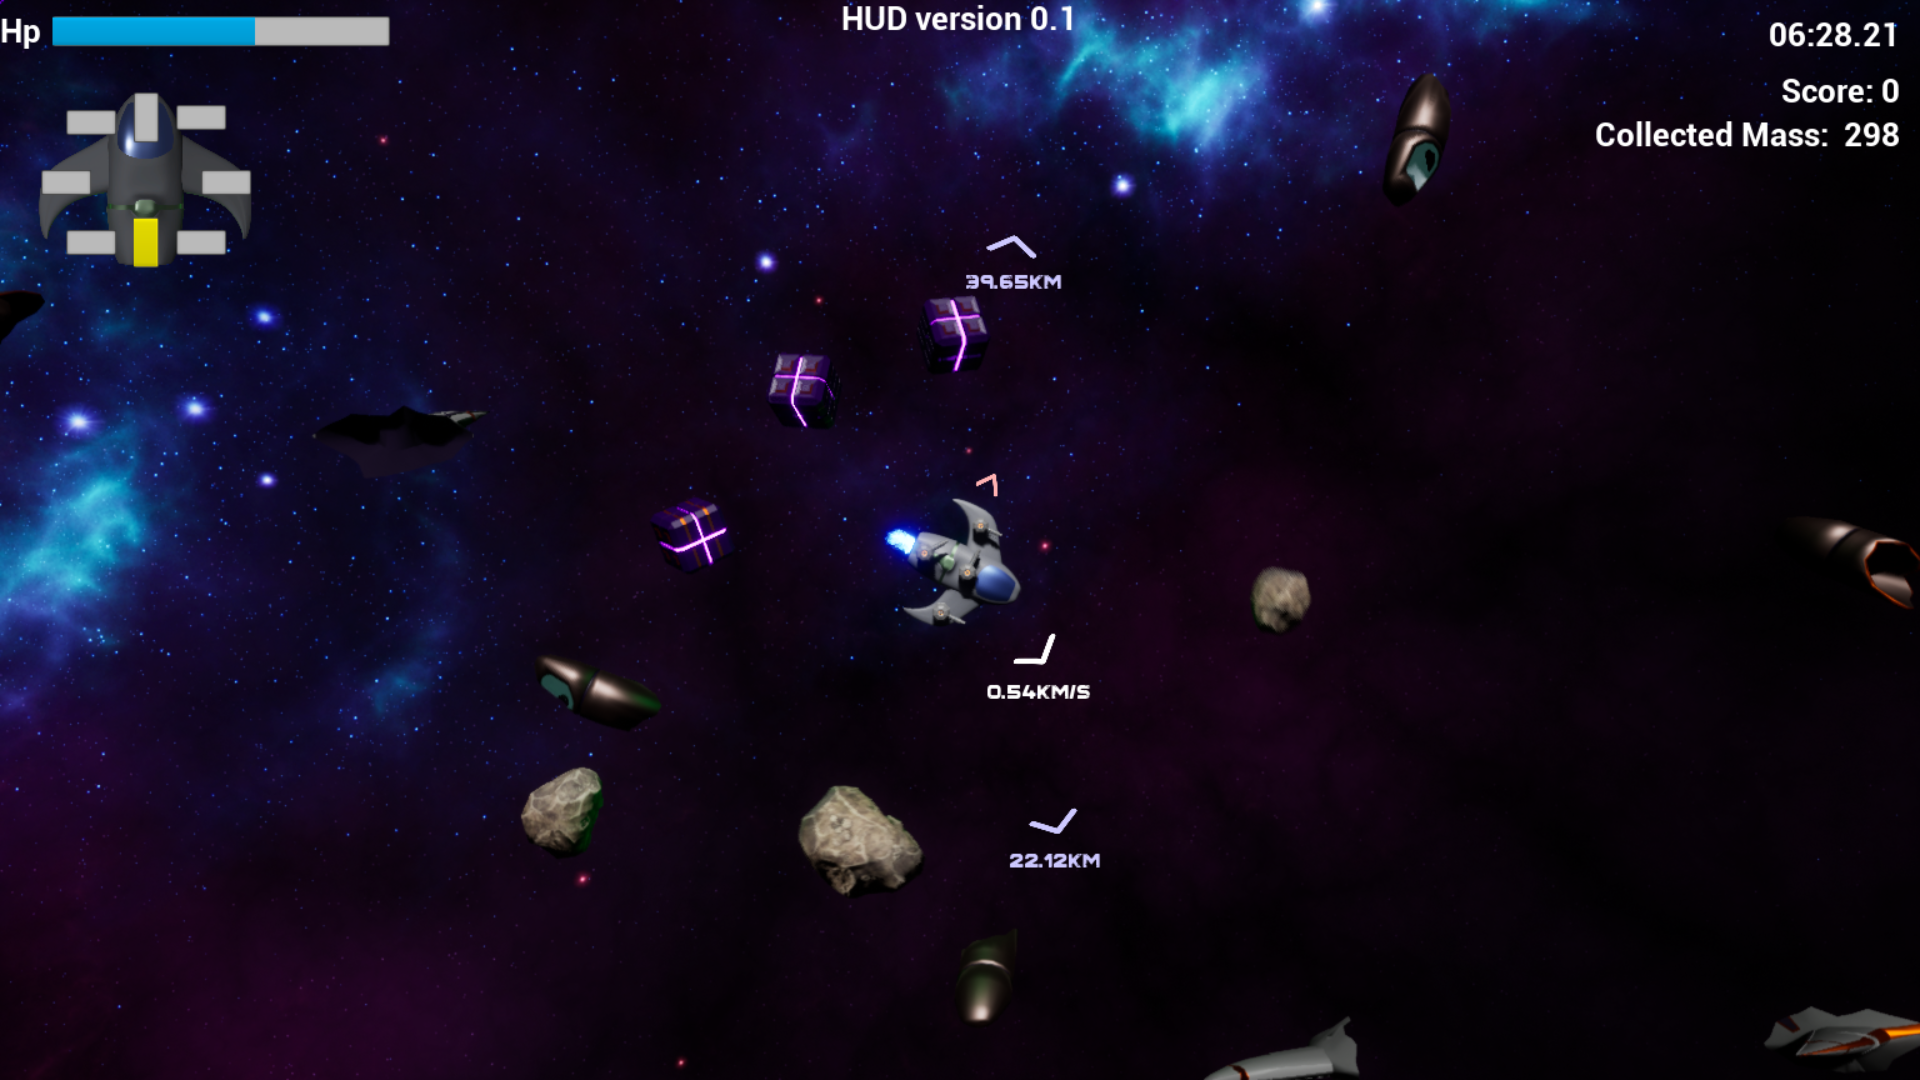 Hp
HUD version 0.1
06:28.21
Score: 0
Collected Mass: 298
39.65KM
0.54KM/S
22.12KM